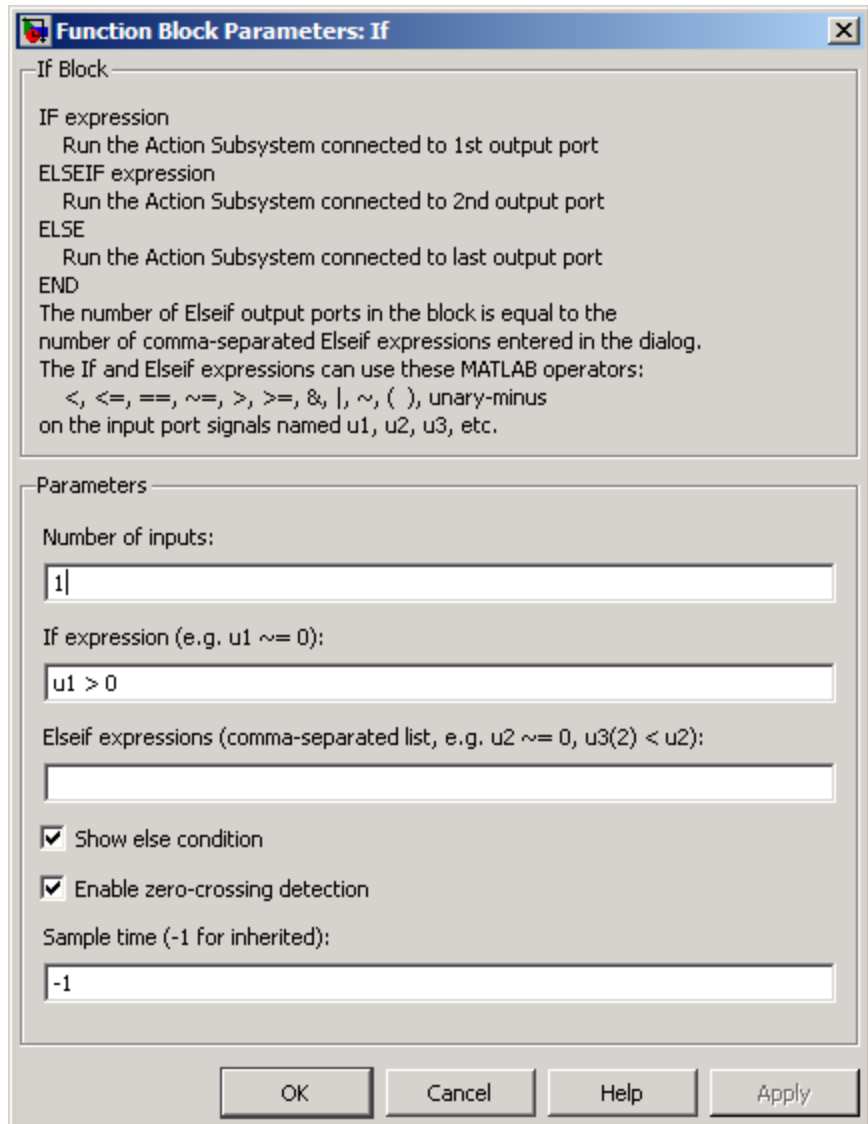 Function Block Parameters: If
If Block
IF expression
Run the Action Subsystem connected to 1st output port
ELSEIF expression
Run the Action Subsystem connected to 2nd output port
ELSE
Run the Action Subsystem connected to last output port
END
The number of Elseif output ports in the block is equal to the
number of comma-separated Elseif expressions entered in the dialog.
The If and Elseif expressions can use these MATLAB operators:
<, <=, ==, ~=, >, >=, &, |, ~, ( ), unary-minus
on the input port signals named u1, u2, u3, etc.
Parameters
Number of inputs:
1
If expression (e.g. u1 ~= 0):
u1 > 0
Elseif expressions (comma-separated list, e.g. u2 ~= 0, u3(2) < u2):
Show else condition
Enable zero-crossing detection
Sample time (-1 for inherited):
-1
OK Cancel Help Apply